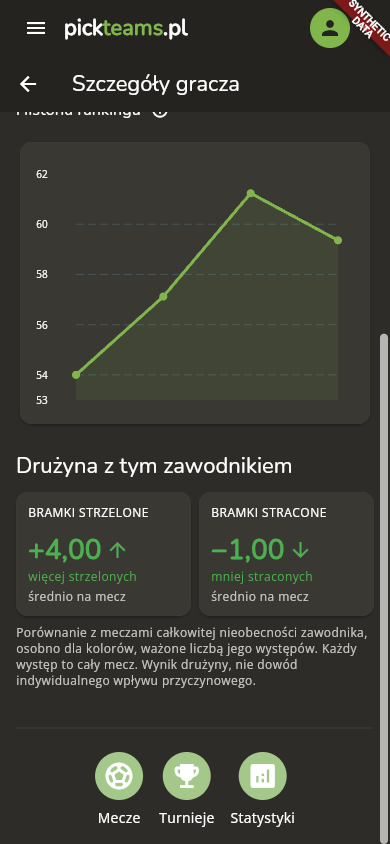 pickteams.pl
SYNTHETIC
DATA
Szczegóły gracza
Historia rankingu
62
60
58
56
54
53
Drużyna z tym zawodnikiem
BRAMKI STRZELONE
+4,00 ↑
więcej strzelonych
średnio na mecz
BRAMKI STRACONE
−1,00 ↓
mniej straconych
średnio na mecz
Porównanie z meczami całkowitej nieobecności zawodnika,
osobno dla kolorów, ważone liczbą jego występów. Każdy
występ to cały mecz. Wynik drużyny, nie dowód
indywidualnego wpływu przyczynowego.
Mecze
Turnieje
Statystyki